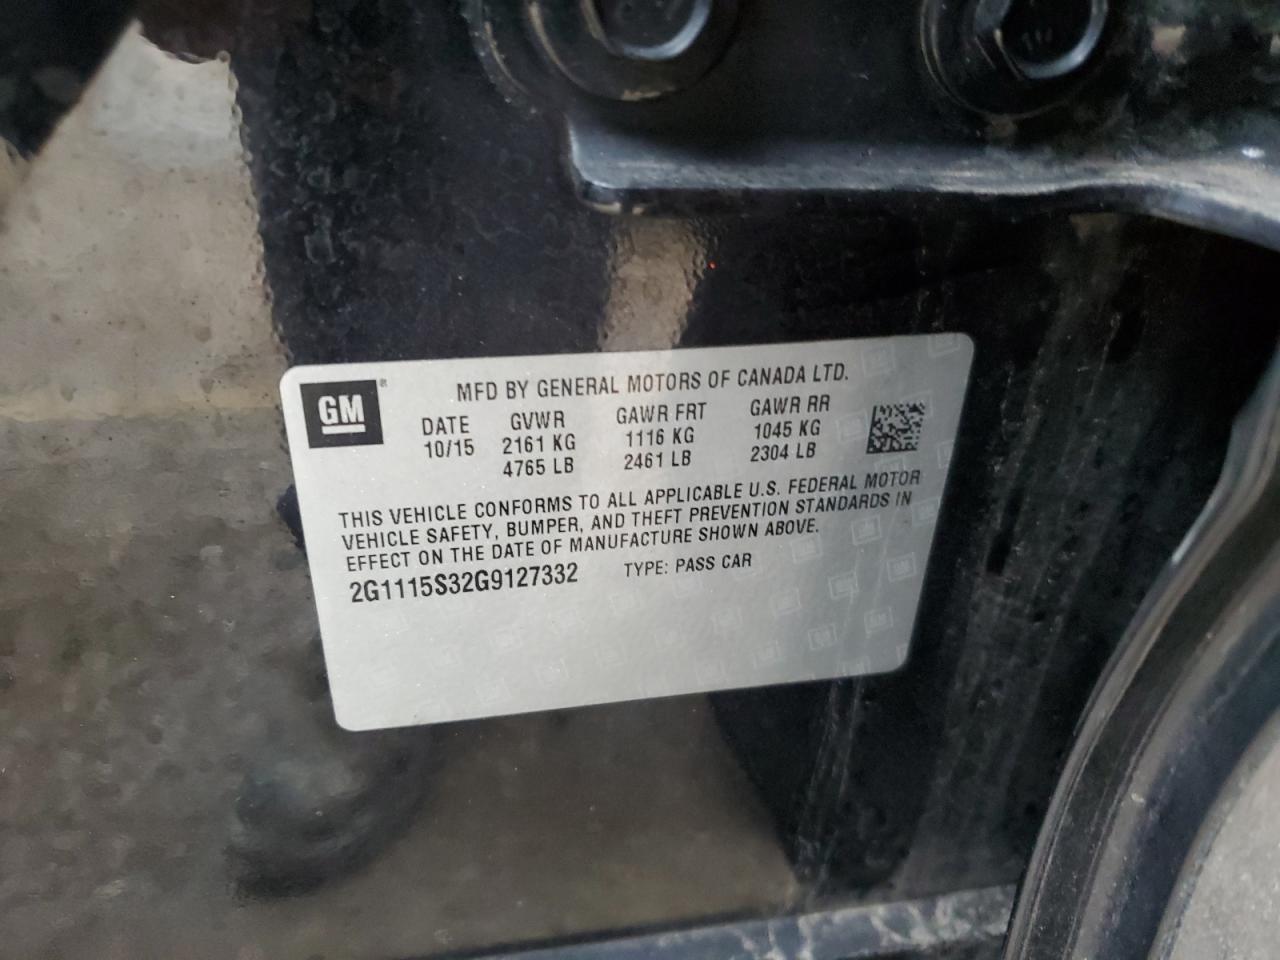 GM ®
MFD BY GENERAL MOTORS OF CANADA LTD.
DATE GVWR GAWR FRT GAWR RR
10/15 2161 KG 1116 KG 1045 KG
4765 LB 2461 LB 2304 LB
THIS VEHICLE CONFORMS TO ALL APPLICABLE U.S. FEDERAL MOTOR
VEHICLE SAFETY, BUMPER, AND THEFT PREVENTION STANDARDS IN
EFFECT ON THE DATE OF MANUFACTURE SHOWN ABOVE.
2G1115S32G9127332 TYPE: PASS CAR